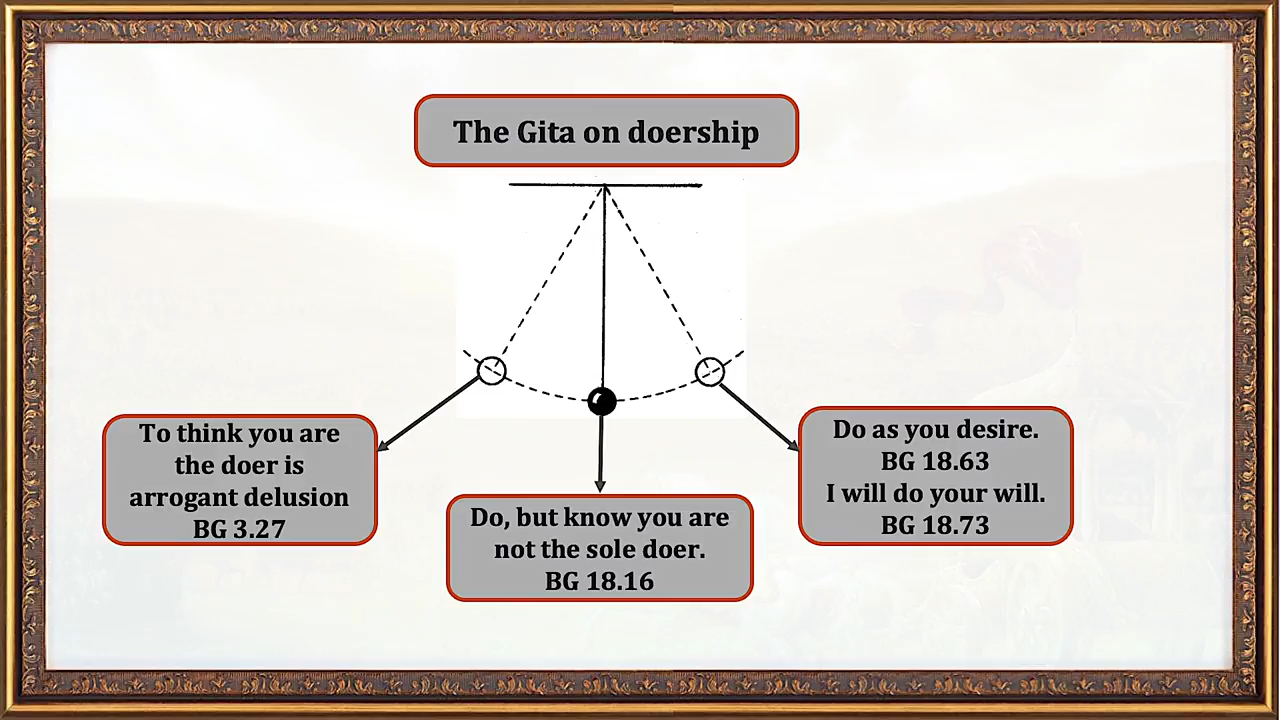 The Gita on doership
To think you are
the doer is
arrogant delusion
BG 3.27
Do, but know you are
not the sole doer.
BG 18.16
Do as you desire.
BG 18.63
I will do your will.
BG 18.73